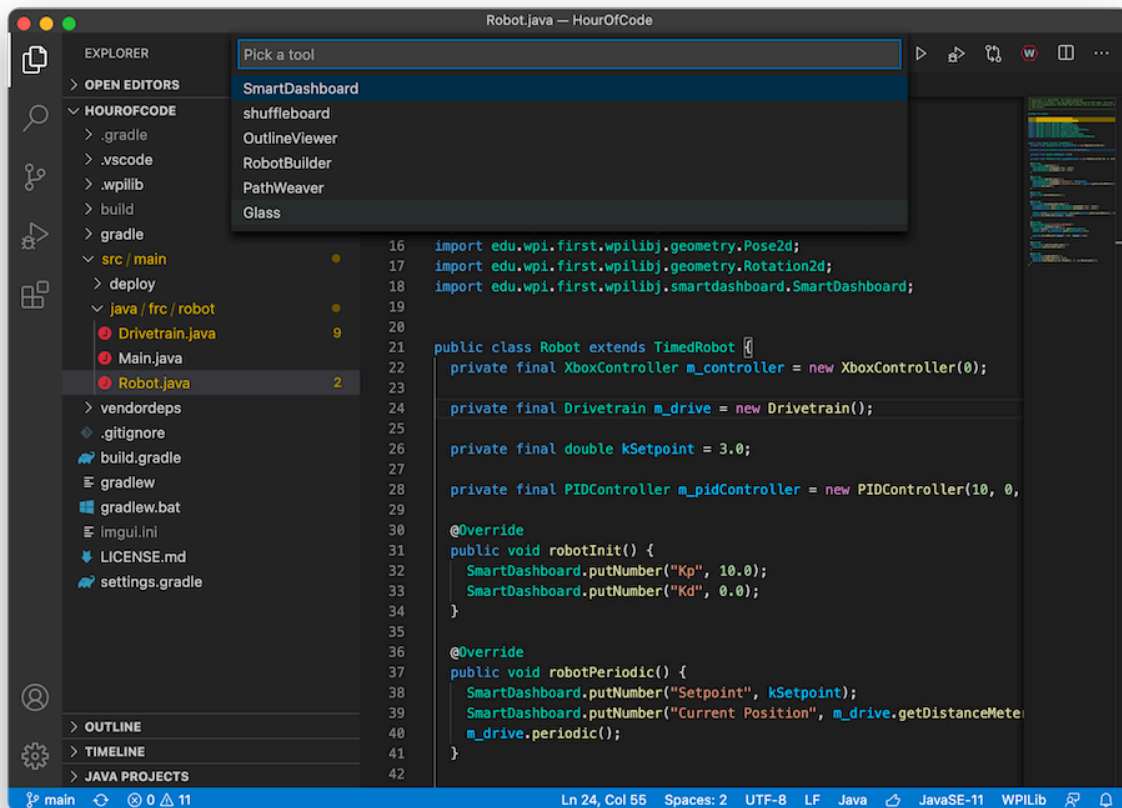 Robot.java — HourOfCode
EXPLORER
OPEN EDITORS
HOUROFCODE
.gradle
.vscode
.wpilib
build
gradle
src / main
deploy
java / frc / robot
Drivetrain.java 9
Main.java
Robot.java 2
vendordeps
.gitignore
build.gradle
gradlew
gradlew.bat
imgui.ini
LICENSE.md
settings.gradle
OUTLINE
TIMELINE
JAVA PROJECTS
Pick a tool
SmartDashboard
shuffleboard
OutlineViewer
RobotBuilder
PathWeaver
Glass
16 import edu.wpi.first.wpilibj.geometry.Pose2d;
17 import edu.wpi.first.wpilibj.geometry.Rotation2d;
18 import edu.wpi.first.wpilibj.smartdashboard.SmartDashboard;
19
20
21 public class Robot extends TimedRobot {
22 private final XboxController m_controller = new XboxController(0);
23
24 private final Drivetrain m_drive = new Drivetrain();
25
26 private final double kSetpoint = 3.0;
27
28 private final PIDController m_pidController = new PIDController(10, 0,
29
30 @Override
31 public void robotInit() {
32 SmartDashboard.putNumber("Kp", 10.0);
33 SmartDashboard.putNumber("Kd", 0.0);
34 }
35
36 @Override
37 public void robotPeriodic() {
38 SmartDashboard.putNumber("Setpoint", kSetpoint);
39 SmartDashboard.putNumber("Current Position", m_drive.getDistanceMete
40 m_drive.periodic();
41 }
42
main 0 11 Ln 24, Col 55 Spaces: 2 UTF-8 LF Java JavaSE-11 WPILib